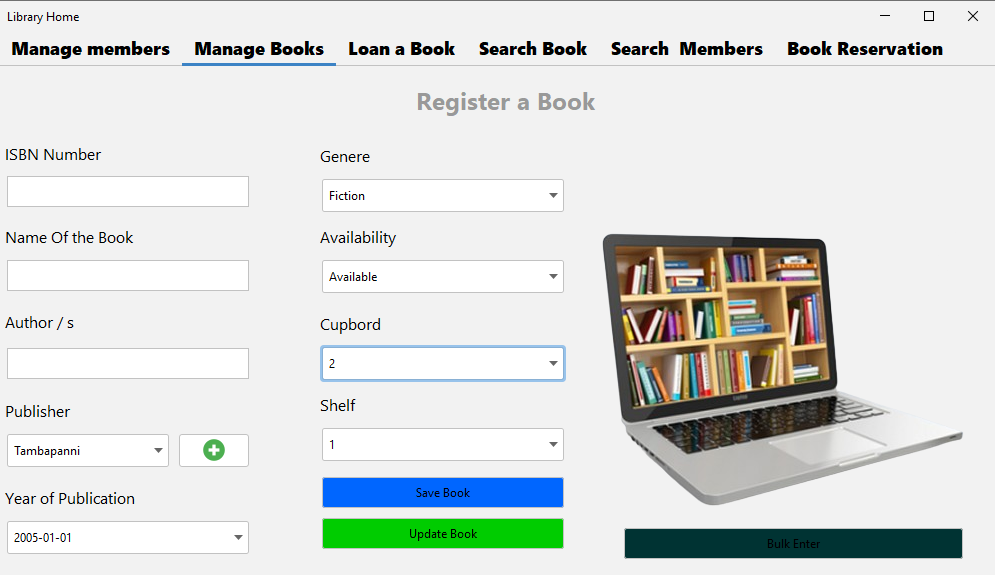 Library Home
Manage members Manage Books Loan a Book Search Book Search Members Book Reservation
Register a Book
ISBN Number
Name Of the Book
Author / s
Publisher
Tambapanni
Year of Publication
2005-01-01
Genere
Fiction
Availability
Available
Cupbord
2
Shelf
1
Save Book
Update Book
Bulk Enter